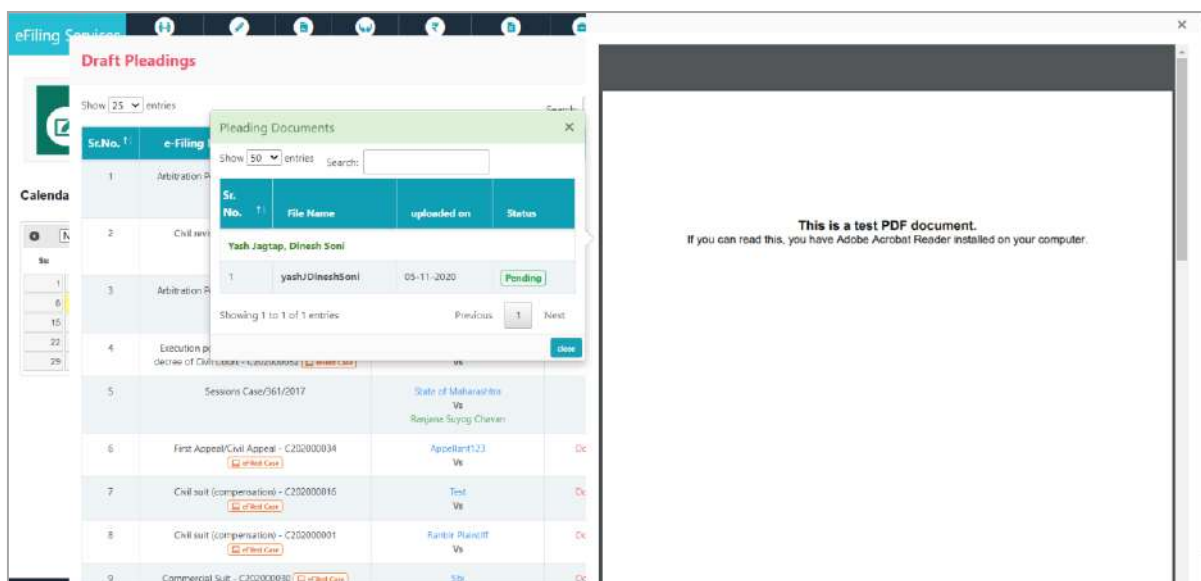 eFiling Services
Draft Pleadings
Show 25 entries
Search:
Sr.No.
e-Filing
1
Arbitration P
2
Civil revi
3
Arbitration P
4
Execution
decree of Civil Court -
Vs
5
Sessions Case/361/2017
State of Maharashtra
Vs
Ranjana Suyog Chavan
6
First Appeal/Civil Appeal - C202000034
eFiled Case
Appellant123
Vs
7
Civil suit (compensation) - C202000016
eFiled Case
Test
Vs
8
Civil suit (compensation) - C202000001
eFiled Case
Ranbir Plaintiff
Vs
9
Commercial Suit - C202000030 eFiled Case
Sbi
Calenda
Su
1
8
15
22
29
Pleading Documents
Show 50 entries Search:
Sr. No.
File Name
uploaded on
Status
Yash Jagtap, Dinesh Soni
1
yashJDineshSoni
05-11-2020
Pending
Showing 1 to 1 of 1 entries
Previous 1 Next
close
This is a test PDF document.
If you can read this, you have Adobe Acrobat Reader installed on your computer.